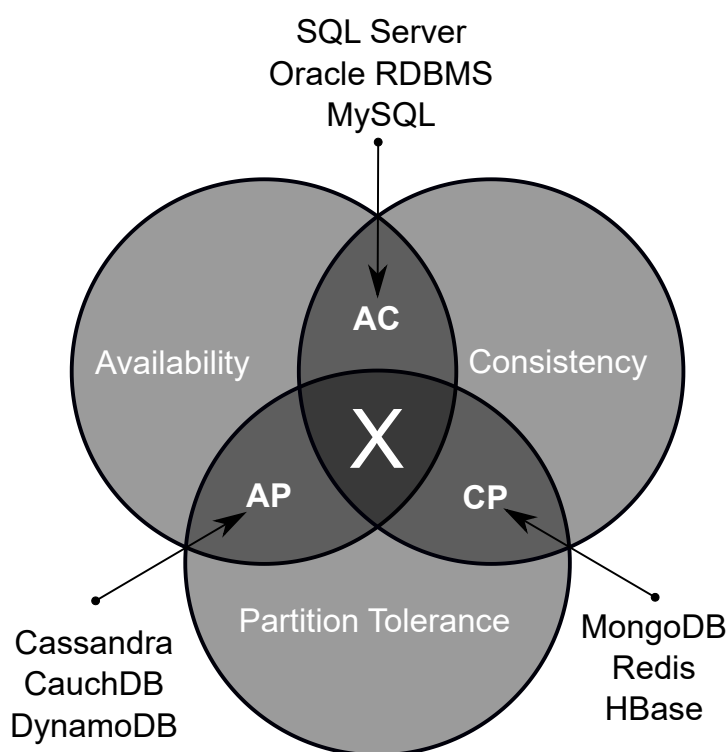 SQL Server
Oracle RDBMS
MySQL
AC
Availability
Consistency
X
AP
CP
Partition Tolerance
Cassandra
CauchDB
DynamoDB
MongoDB
Redis
HBase